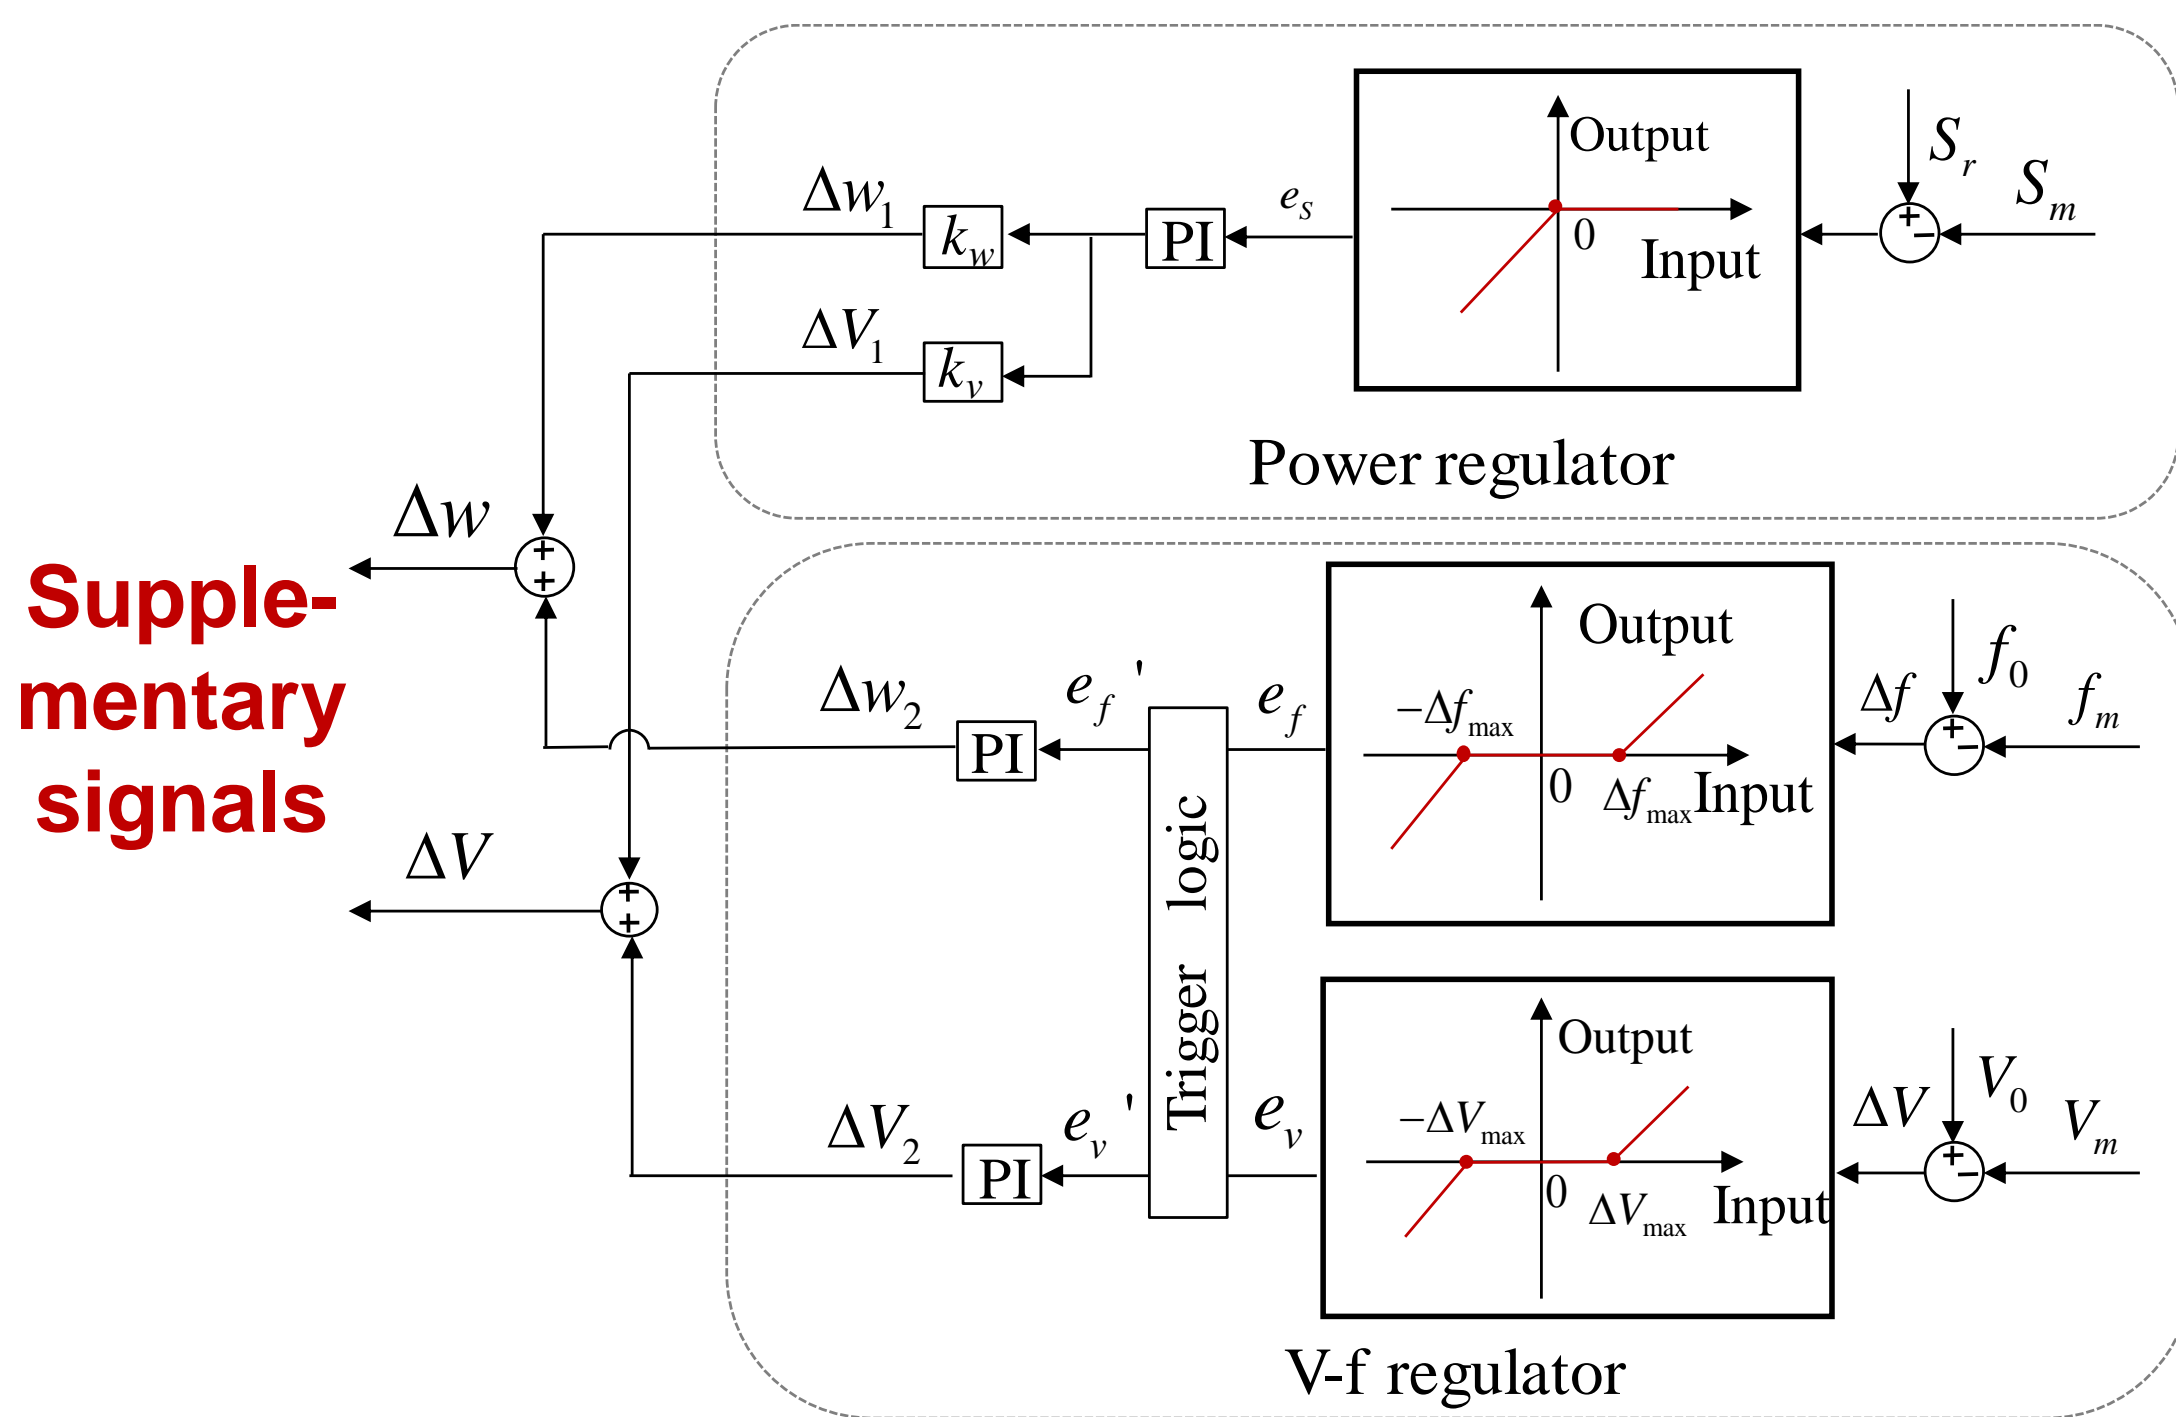 Output
0
Input
S_r
S_m
e_S
PI
k_w
Δw_1
k_v
ΔV_1
+
−
Power regulator
Δw
+
+
Supple-
mentary
signals
ΔV
+
+
Output
−Δf_max
0
Δf_max
Input
Δf
f_0
f_m
+
−
e_f
e_f '
Trigger logic
PI
Δw_2
Output
−ΔV_max
0
ΔV_max
Input
ΔV
V_0
V_m
+
−
e_v
e_v '
PI
ΔV_2
V-f regulator